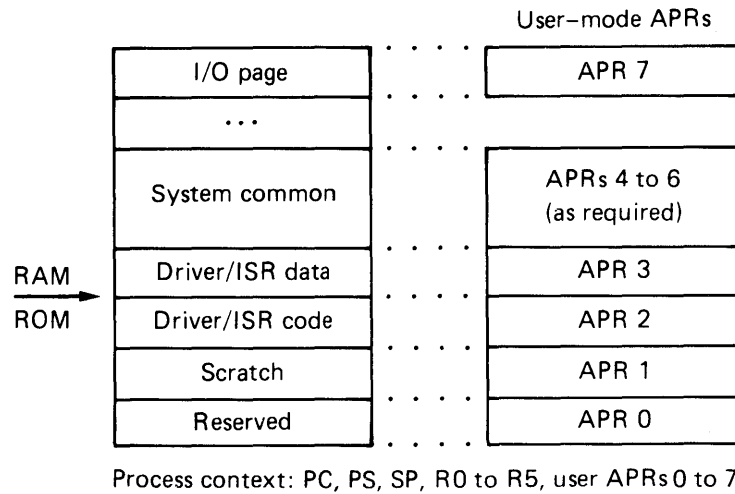 User-mode APRs
I/O page
APR 7
...
System common
APRs 4 to 6
(as required)
RAM
Driver/ISR data
APR 3
ROM
Driver/ISR code
APR 2
Scratch
APR 1
Reserved
APR 0
Process context: PC, PS, SP, R0 to R5, user APRs 0 to 7